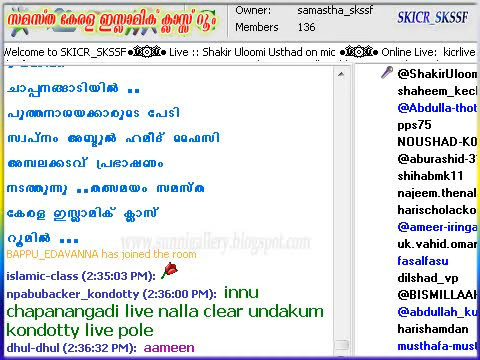 സമസ്ത കേരള ഇസ്ലാമിക് ക്ലാസ്സ് റൂം
Owner: samastha_skssf
Members 136
SKICR_SKSSF
Welcome to SKICR_SKSSF Live :: Shakir Uloomi Usthad on mic Online Live: kicrlive
ചാപ്പനങ്ങാടിയിൽ ..
പുത്തനാശയക്കാരുടെ പേടി
സ്വപ്നം അബ്ദുൽ ഹമീദ് ഫൈസി
അമ്പലക്കടവ് പ്രഭാഷണം
നടത്തുന്നു ..തത്സമയം സമസ്ത
കേരള ഇസ്ലാമിക് ക്ലാസ്
റൂമിൽ ...
BAPPU_EDAVANNA has joined the room
islamic-class (2:35:03 PM):
npabubacker_kondotty (2:36:00 PM): innu
chapanangadi live nalla clear undakum
kondotty live pole
dhul-dhul (2:36:32 PM): aameen
www.sunnigallery.blogspot.com
@ShakirUloom
shaheem_kecl
@Abdulla-thot
pps75
NOUSHAD-KO
@aburashid-3
shihabmk11
najeem.thenal
harischolacko
@ameer-iringa
uk.vahid.omar
fasalfasu
dilshad_vp
@BISMILLAAH
@abdullah_ku
harishamdan
musthafa-must